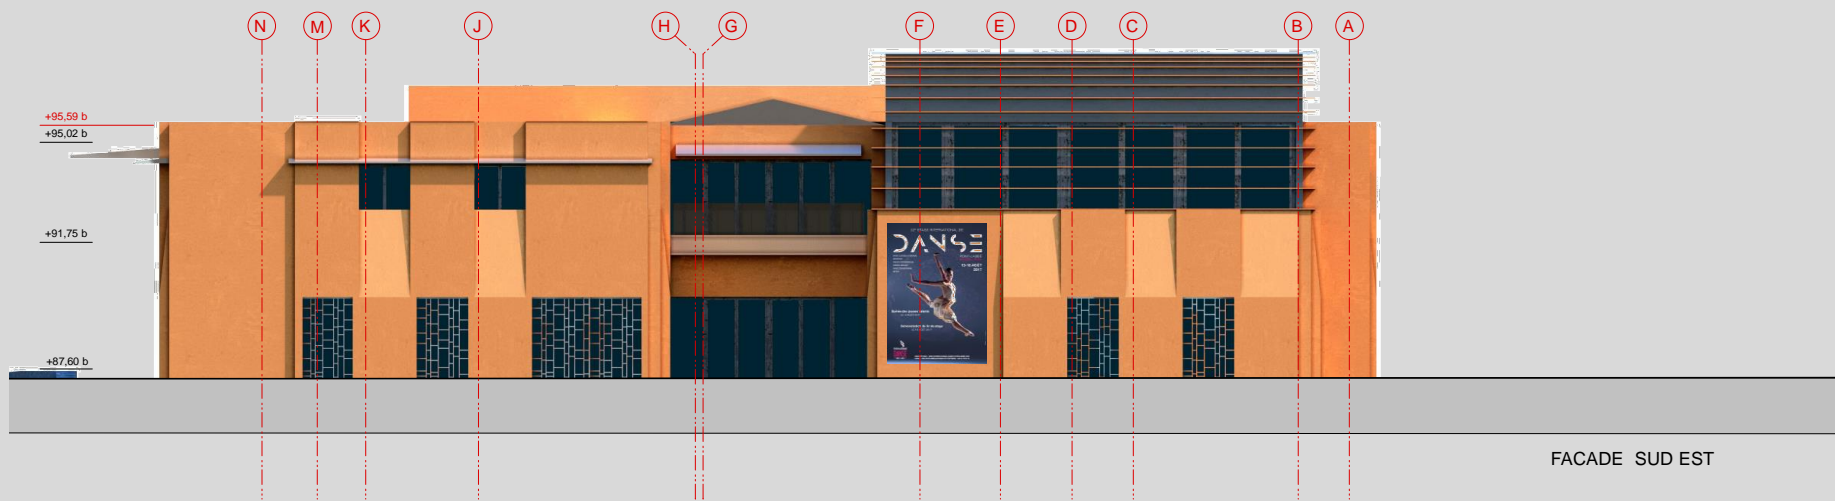 N M K J H G F E D C B A
+95,59 b
+95,02 b
+91,75 b
+87,60 b
DANSE
FACADE SUD EST